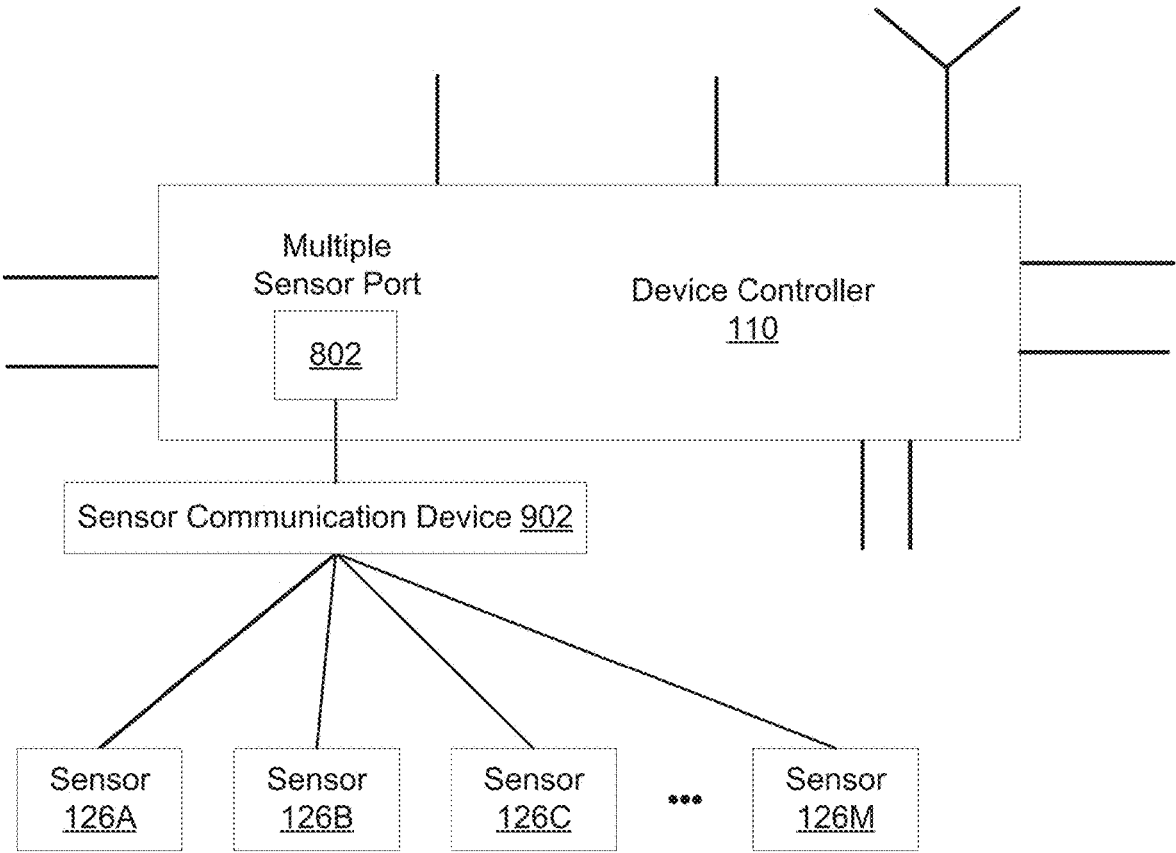 Multiple
Sensor Port
802
Device Controller
110
Sensor Communication Device 902
Sensor
126A
Sensor
126B
Sensor
126C
•••
Sensor
126M